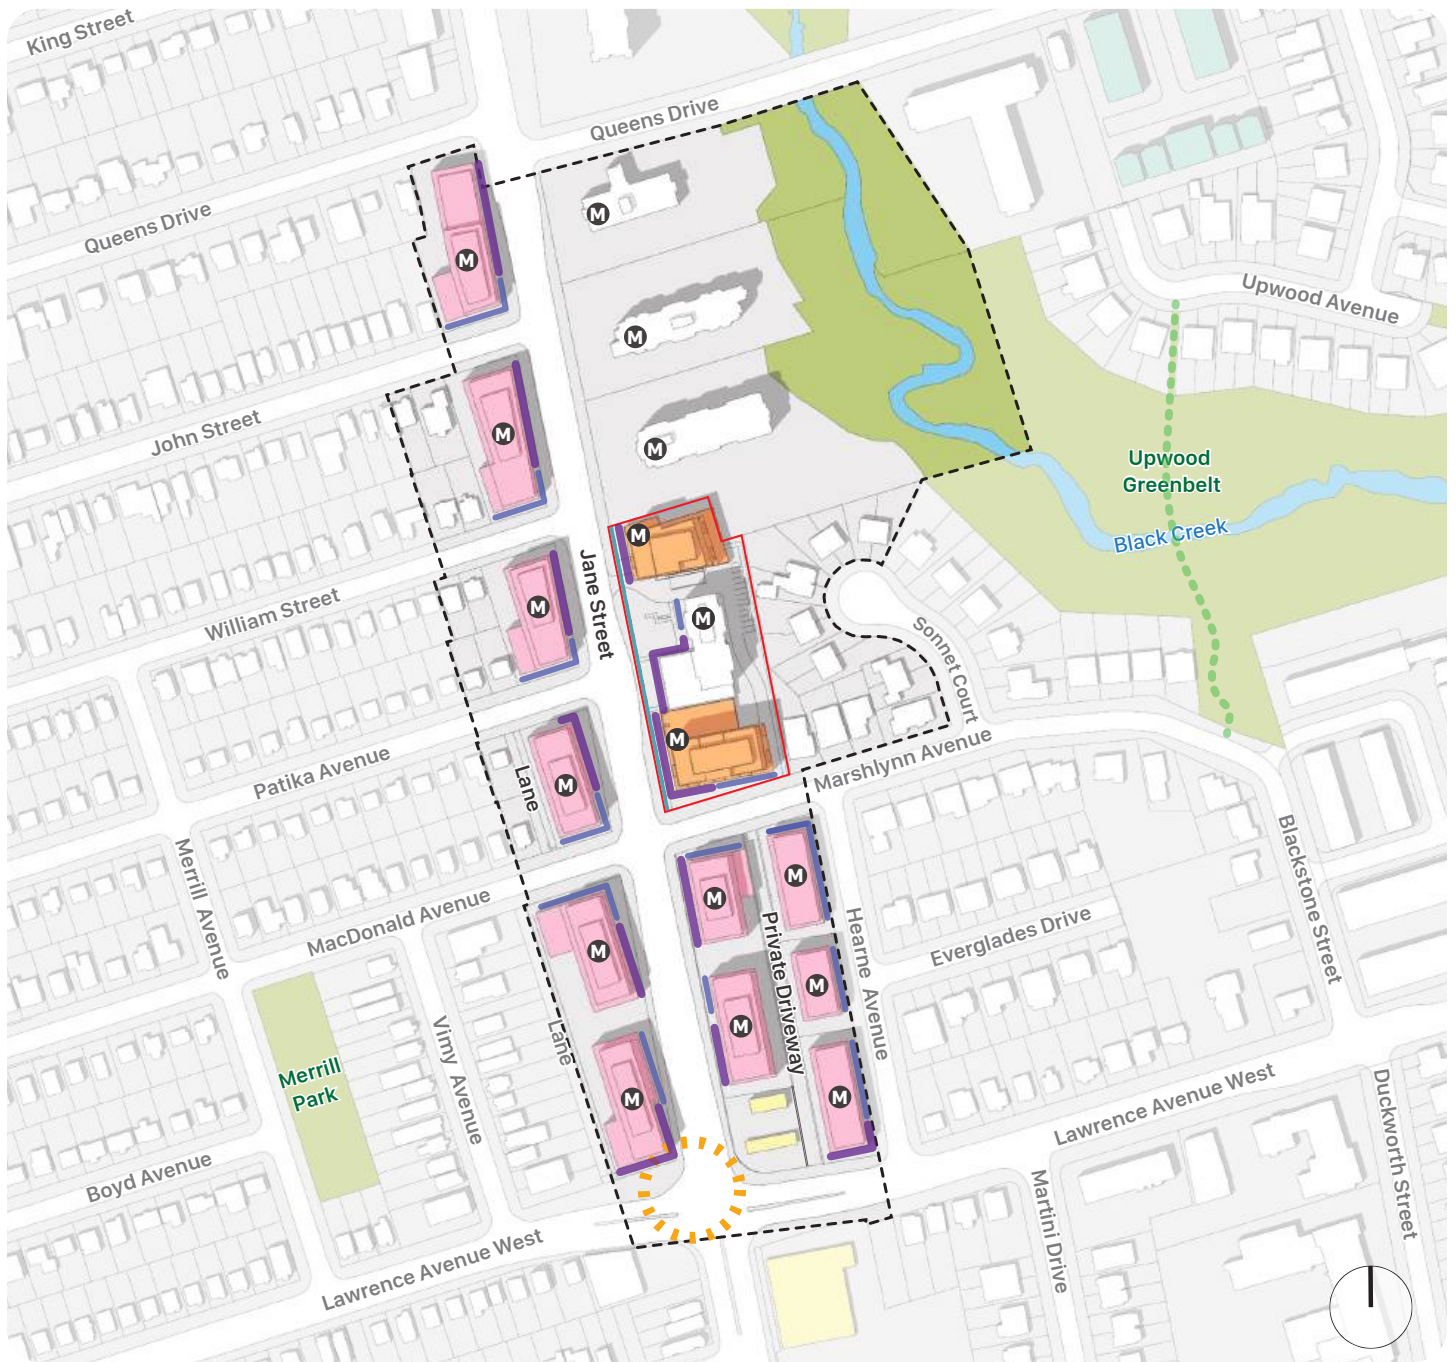 King Street
Queens Drive
Queens Drive
M
M
Upwood Avenue
M
M
John Street
M
M
Upwood
Greenbelt
Black Creek
M
Jane Street
William Street
M
M
Sonnet Court
M
Marshlynn Avenue
Patika Avenue
Lane
M
Merrill Avenue
Blackstone Street
MacDonald Avenue
M
M
M
Private Driveway
Hearne Avenue
Everglades Drive
M
M
Lane
Vimy Avenue
Merrill
Park
M
M
Boyd Avenue
Lawrence Avenue West
Duckworth Street
Martini Drive
Lawrence Avenue West